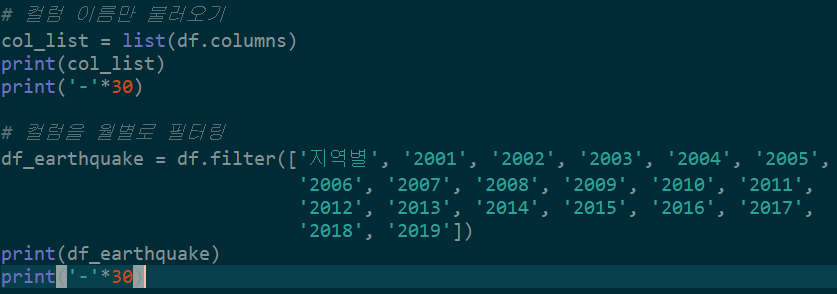 # 컬럼 이름만 불러오기
col_list = list(df.columns)
print(col_list)
print('-'*30)
# 컬럼을 월별로 필터링
df_earthquake = df.filter(['지역별', '2001', '2002', '2003', '2004', '2005',
'2006', '2007', '2008', '2009', '2010', '2011',
'2012', '2013', '2014', '2015', '2016', '2017',
'2018', '2019'])
print(df_earthquake)
print('-'*30)